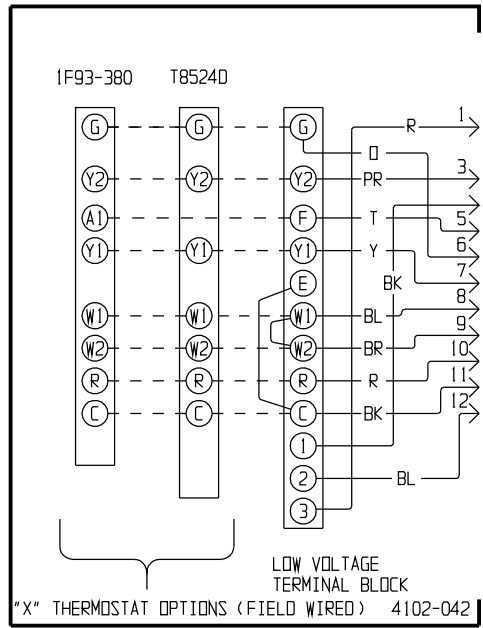 1F93-380 T8524D
G G G R 1
O
Y2 Y2 Y2 PR 3
A1 F T 5
Y1 Y1 Y1 Y 6
E BK 7
W1 W1 W1 BL 8
W2 W2 W2 BR 9
R R R R 10
C C C BK 11
1 12
2 BL
3
LOW VOLTAGE
TERMINAL BLOCK
"X" THERMOSTAT OPTIONS (FIELD WIRED) 4102-042